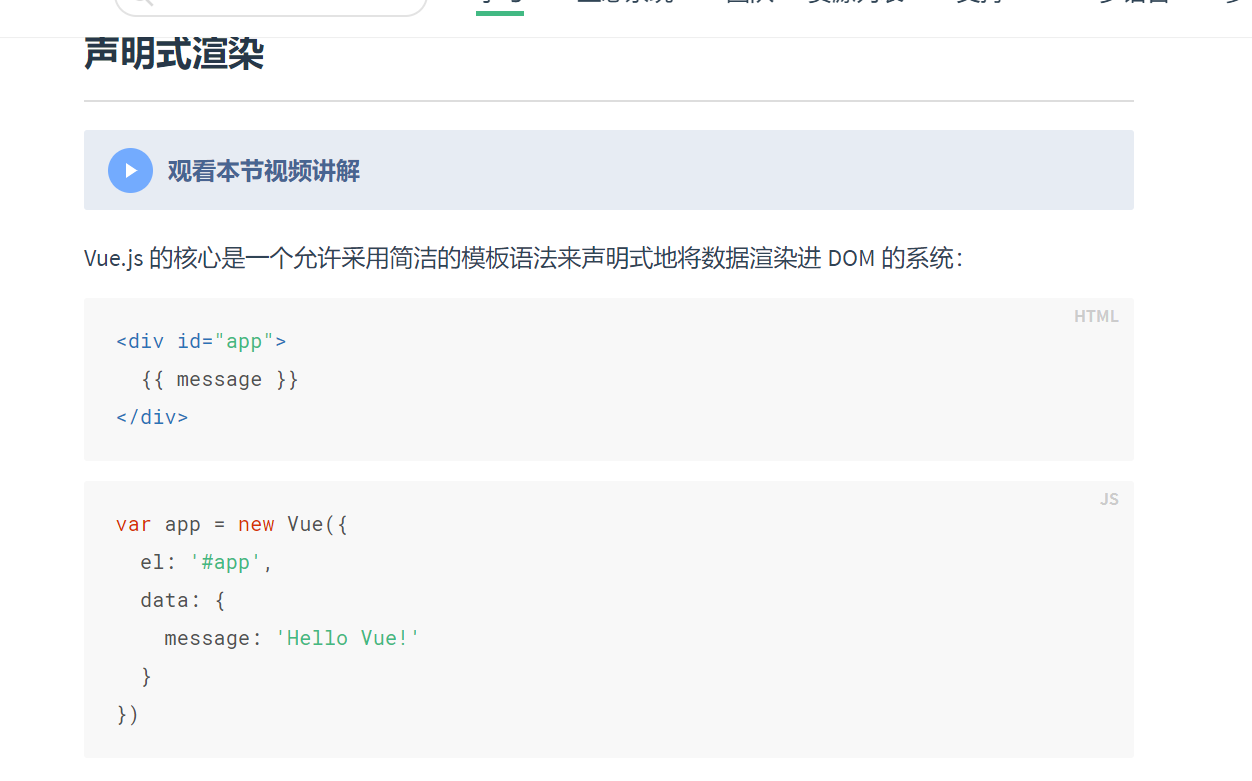 声明式渲染
观看本节视频讲解
Vue.js 的核心是一个允许采用简洁的模板语法来声明式地将数据渲染进 DOM 的系统：
HTML
<div id="app">
  {{ message }}
</div>
JS
var app = new Vue({
  el: '#app',
  data: {
    message: 'Hello Vue!'
  }
})